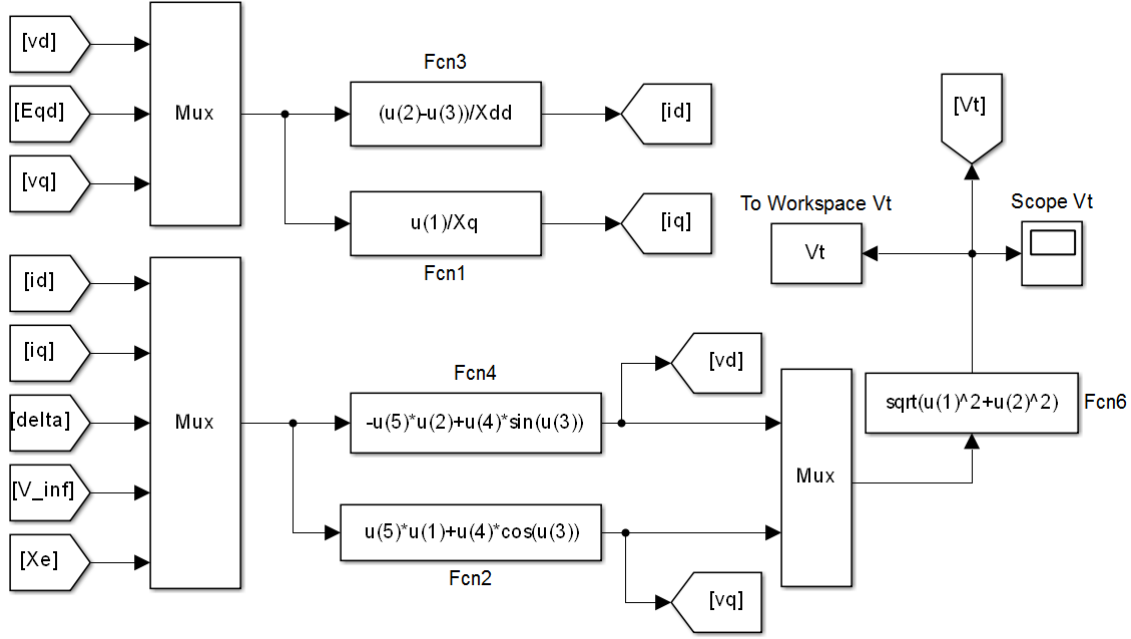 [vd]
[Eqd]
[vq]
Mux
Fcn3
(u(2)-u(3))/Xdd
[id]
u(1)/Xq
Fcn1
[iq]
[Vt]
To Workspace Vt
Vt
Scope Vt
[id]
[iq]
[delta]
[V_inf]
[Xe]
Mux
Fcn4
-u(5)*u(2)+u(4)*sin(u(3))
[vd]
u(5)*u(1)+u(4)*cos(u(3))
Fcn2
[vq]
Mux
sqrt(u(1)^2+u(2)^2)
Fcn6